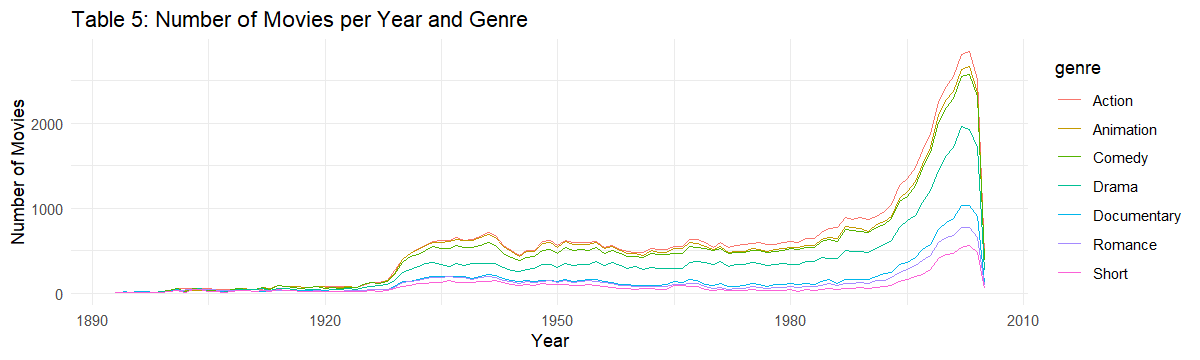 Table 5: Number of Movies per Year and Genre
Number of Movies
2000
1000
0
1890
1920
1950
1980
2010
Year
genre
Action
Animation
Comedy
Drama
Documentary
Romance
Short